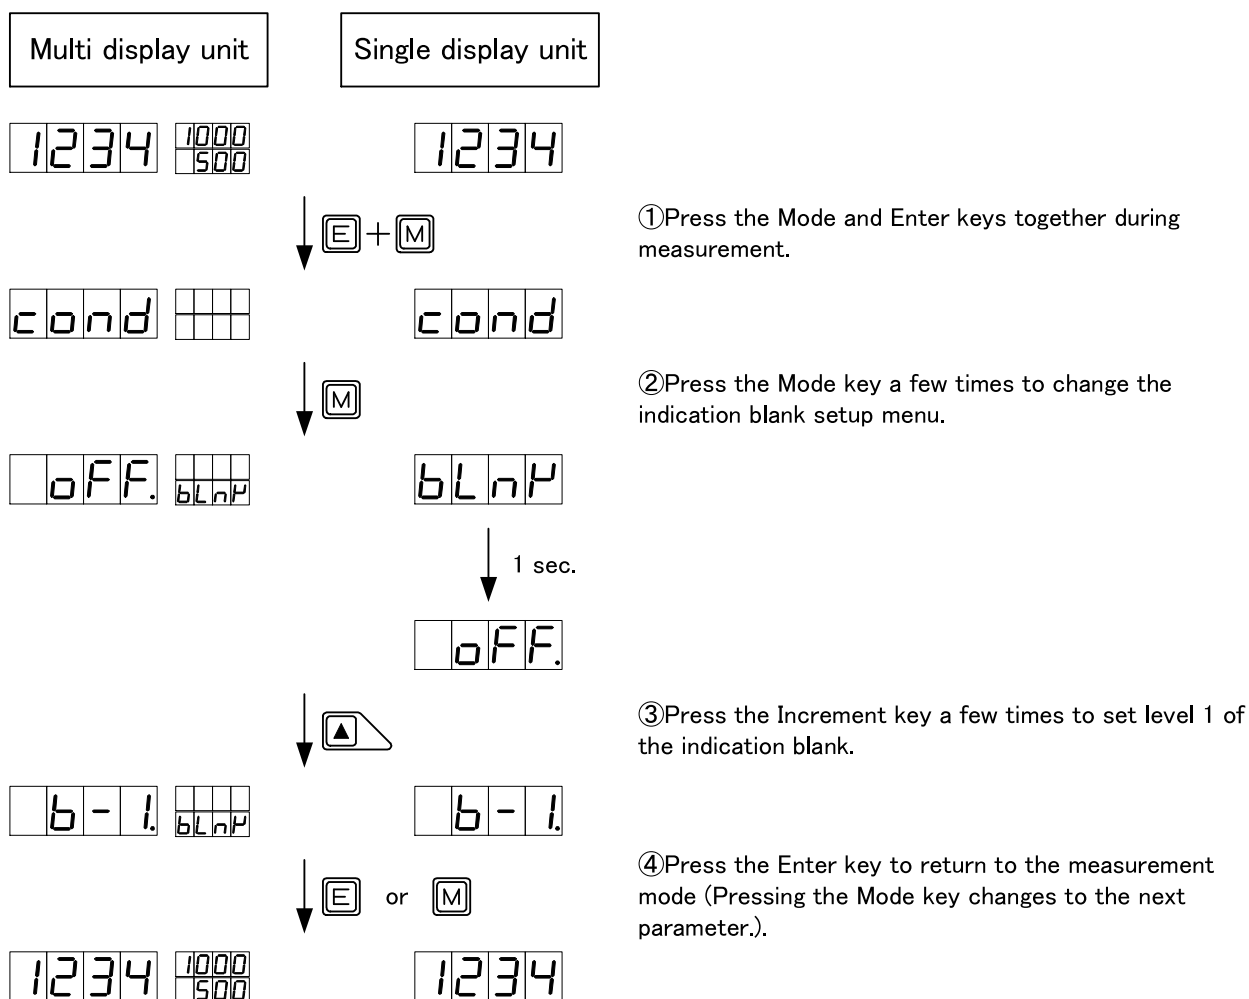 Multi display unit Single display unit
1234 1000 1234
500
①Press the Mode and Enter keys together during
E + M
measurement.
cond cond
②Press the Mode key a few times to change the
M
indication blank setup menu.
oFF. bLnK bLnK
1 sec.
oFF.
③Press the Increment key a few times to set level 1 of
▲
the indication blank.
b-1. bLnK b-1.
④Press the Enter key to return to the measurement
E or M
mode (Pressing the Mode key changes to the next
parameter.).
1234 1000 1234
500